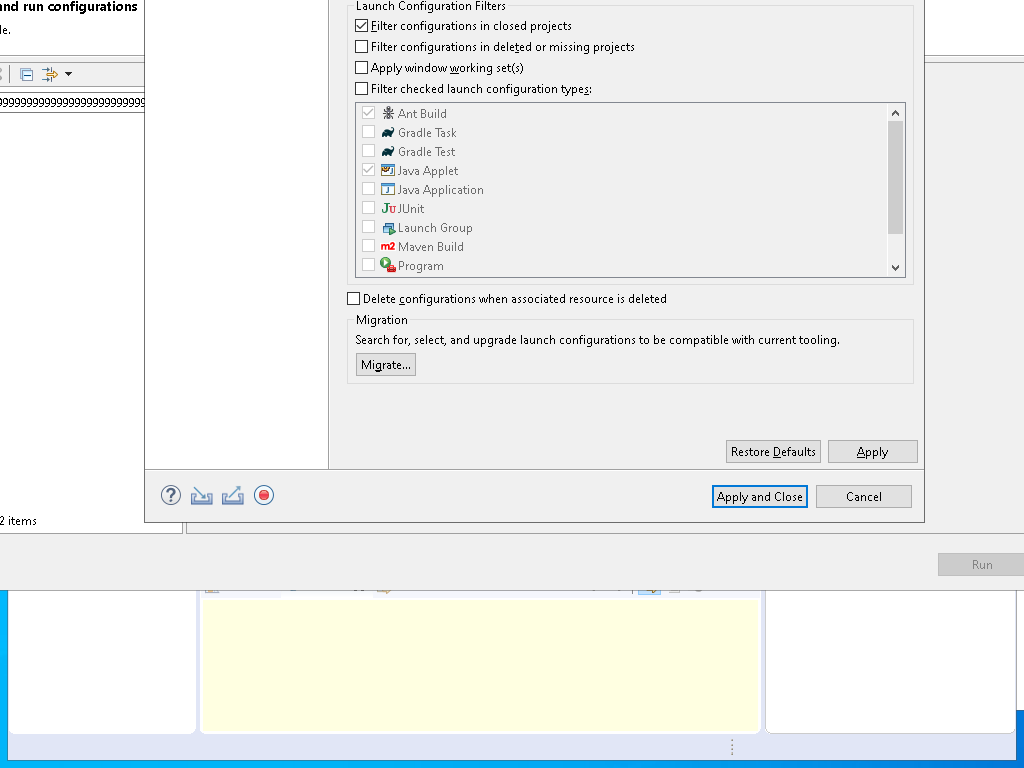 and run configurations
le.
Launch Configuration Filters
Filter configurations in closed projects
Filter configurations in deleted or missing projects
Apply window working set(s)
Filter checked launch configuration types:
Ant Build
Gradle Task
Gradle Test
Java Applet
Java Application
JUnit
Launch Group
Maven Build
Program
Delete configurations when associated resource is deleted
Migration
Search for, select, and upgrade launch configurations to be compatible with current tooling.
Migrate...
Restore Defaults
Apply
Apply and Close
Cancel
2 items
Run